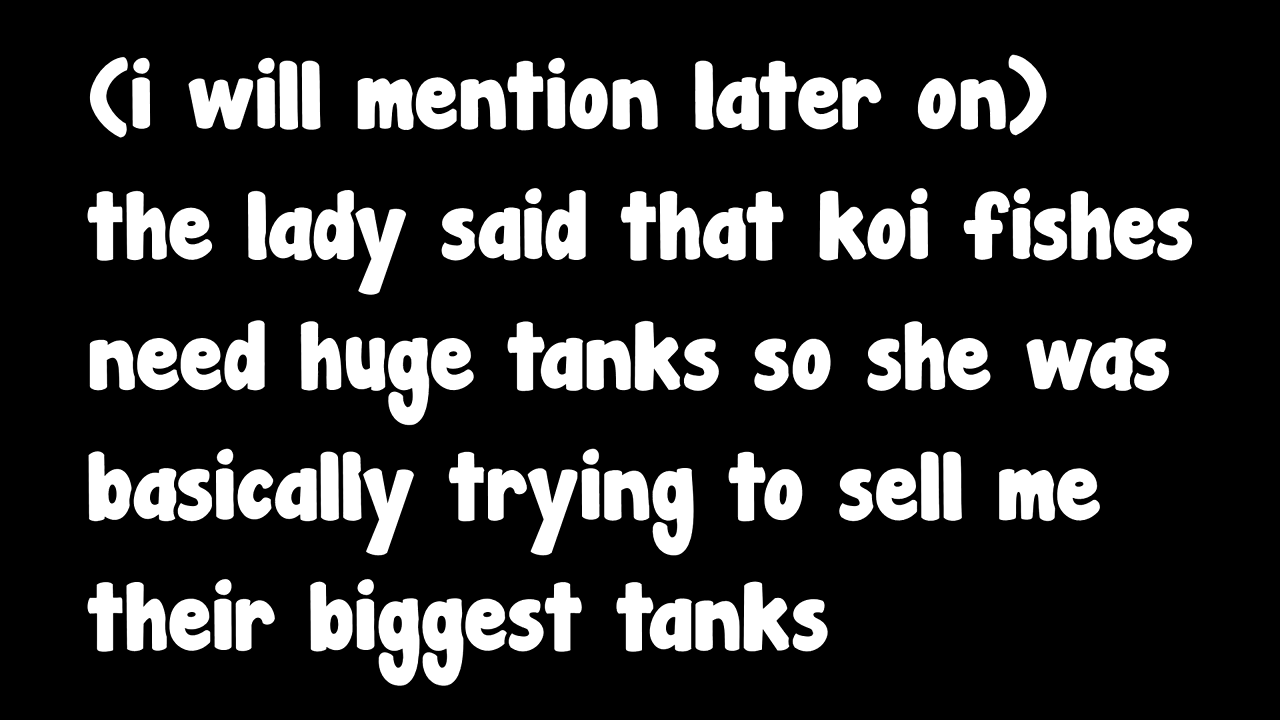 (i will mention later on)
the lady said that koi fishes
need huge tanks so she was
basically trying to sell me
their biggest tanks